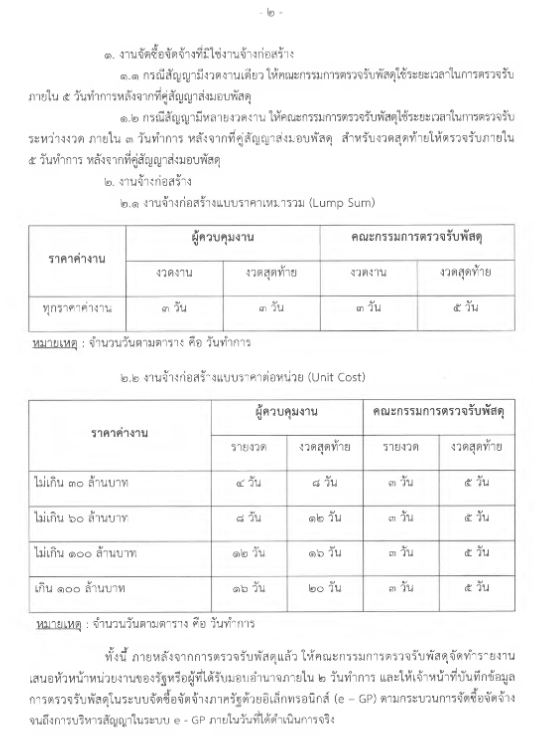 - ๒ -
๑. งานจัดซื้อจัดจ้างที่มิใช่งานจ้างก่อสร้าง
๑.๑ กรณีสัญญามีงวดงานเดียว ให้คณะกรรมการตรวจรับพัสดุใช้ระยะเวลาในการตรวจรับ
ภายใน ๕ วันทำการหลังจากที่คู่สัญญาส่งมอบพัสดุ
๑.๒ กรณีสัญญามีหลายงวดงาน ให้คณะกรรมการตรวจรับพัสดุใช้ระยะเวลาในการตรวจรับ
ระหว่างงวด ภายใน ๓ วันทำการ หลังจากที่คู่สัญญาส่งมอบพัสดุ สำหรับงวดสุดท้ายให้ตรวจรับภายใน
๕ วันทำการ หลังจากที่คู่สัญญาส่งมอบพัสดุ
๒. งานจ้างก่อสร้าง
๒.๑ งานจ้างก่อสร้างแบบราคาเหมารวม (Lump Sum)
ราคาค่างาน ผู้ควบคุมงาน คณะกรรมการตรวจรับพัสดุ
งวดงาน งวดสุดท้าย งวดงาน งวดสุดท้าย
ทุกราคาค่างาน ๓ วัน ๓ วัน ๓ วัน ๕ วัน
หมายเหตุ : จำนวนวันตามตาราง คือ วันทำการ
๒.๒ งานจ้างก่อสร้างแบบราคาต่อหน่วย (Unit Cost)
ราคาค่างาน ผู้ควบคุมงาน คณะกรรมการตรวจรับพัสดุ
รายงวด งวดสุดท้าย รายงวด งวดสุดท้าย
ไม่เกิน ๓๐ ล้านบาท ๔ วัน ๘ วัน ๓ วัน ๕ วัน
ไม่เกิน ๖๐ ล้านบาท ๘ วัน ๑๒ วัน ๓ วัน ๕ วัน
ไม่เกิน ๑๐๐ ล้านบาท ๑๒ วัน ๑๖ วัน ๓ วัน ๕ วัน
เกิน ๑๐๐ ล้านบาท ๑๖ วัน ๒๐ วัน ๓ วัน ๕ วัน
หมายเหตุ : จำนวนวันตามตาราง คือ วันทำการ
ทั้งนี้ ภายหลังจากการตรวจรับพัสดุแล้ว ให้คณะกรรมการตรวจรับพัสดุจัดทำรายงาน
เสนอหัวหน้าหน่วยงานของรัฐหรือผู้ที่ได้รับมอบอำนาจภายใน ๒ วันทำการ และให้เจ้าหน้าที่บันทึกข้อมูล
การตรวจรับพัสดุในระบบจัดซื้อจัดจ้างภาครัฐด้วยอิเล็กทรอนิกส์ (e – GP) ตามกระบวนการจัดซื้อจัดจ้าง
จนถึงการบริหารสัญญาในระบบ e - GP ภายในวันที่ได้ดำเนินการจริง